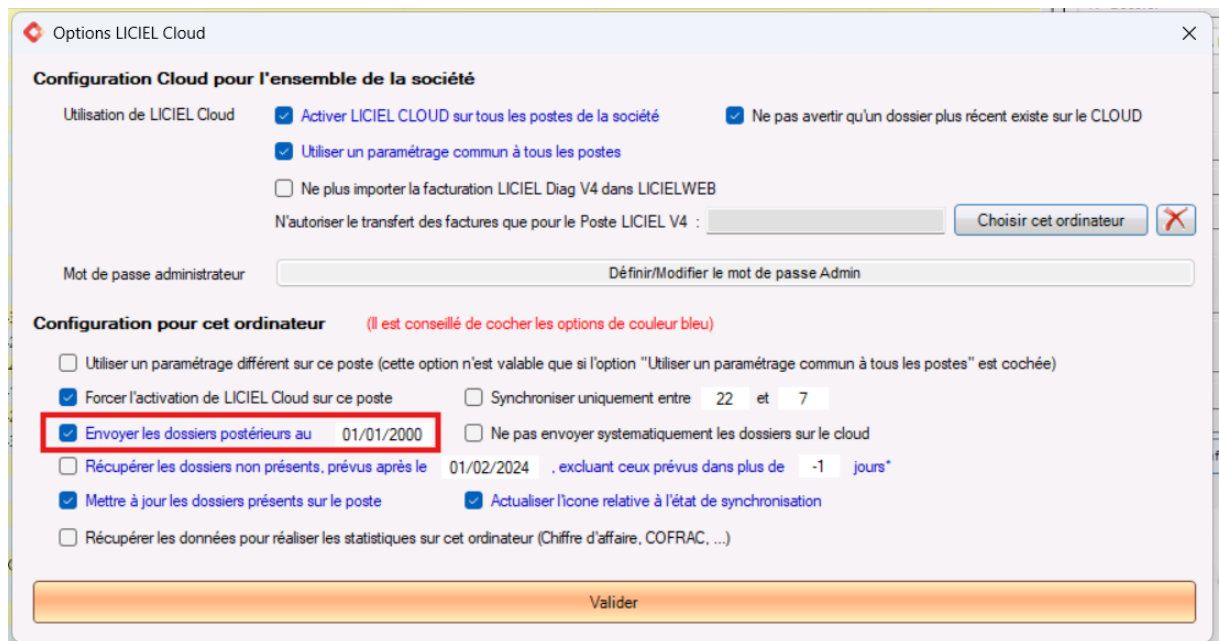 Options LICIEL Cloud
Configuration Cloud pour l'ensemble de la société
Utilisation de LICIEL Cloud
Activer LICIEL CLOUD sur tous les postes de la société
Ne pas avertir qu'un dossier plus récent existe sur le CLOUD
Utiliser un paramétrage commun à tous les postes
Ne plus importer la facturation LICIEL Diag V4 dans LICIELWEB
N'autoriser le transfert des factures que pour le Poste LICIEL V4 :
Choisir cet ordinateur
Mot de passe administrateur
Définir/Modifier le mot de passe Admin
Configuration pour cet ordinateur
(Il est conseillé de cocher les options de couleur bleu)
Utiliser un paramétrage différent sur ce poste (cette option n'est valable que si l'option "Utiliser un paramétrage commun à tous les postes" est cochée)
Forcer l'activation de LICIEL Cloud sur ce poste
Synchroniser uniquement entre 22 et 7
Envoyer les dossiers postérieurs au 01/01/2000
Ne pas envoyer systematiquement les dossiers sur le cloud
Récupérer les dossiers non présents, prévus après le 01/02/2024 , excluant ceux prévus dans plus de -1 jours*
Mettre à jour les dossiers présents sur le poste
Actualiser l'icone relative à l'état de synchronisation
Récupérer les données pour réaliser les statistiques sur cet ordinateur (Chiffre d'affaire, COFRAC, ...)
Valider